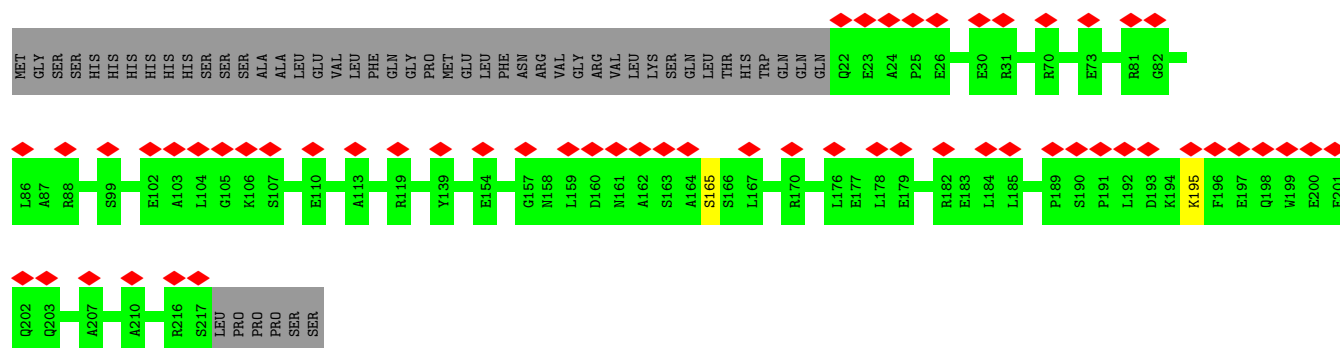 MET GLY SER SER HIS HIS HIS HIS HIS HIS SER SER SER ALA ALA LEU GLU VAL LEU PHE GLN GLY PRO MET GLU LEU PHE ASN ARG VAL GLY ARG VAL LEU LYS SER GLN LEU THR HIS TRP GLN GLN GLN Q22 E23 A24 P25 E26 E30 R31 R70 E73 R81 G82
L86 A87 R88 S99 E102 A103 L104 G105 K106 S107 E110 A113 R119 Y139 E154 G157 N158 L159 D160 N161 A162 S163 A164 S165 S166 L167 R170 L176 E177 L178 E179 R182 E183 L184 L185 P189 S190 P191 L192 D193 K194 K195 F196 E197 Q198 W199 E200 E201
Q202 Q203 A207 A210 R216 S217 LEU PRO PRO PRO SER SER